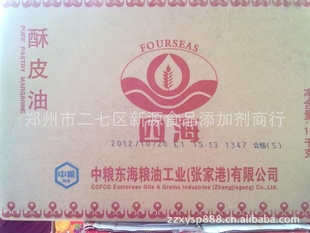 酥皮油
PUFF PASTRY MARGARINE
FOURSEAS
四海
郑州市二七区新源食品添加剂商行
2012/10/20 C1 15:13 1347 合格(S)
中粮
中粮东海粮油工业(张家港)有限公司
COFCO Eastocean Oils & Grains Industries (Zhangjiagang) Co., Ltd.
zzxysp888.cn.alibaba.com